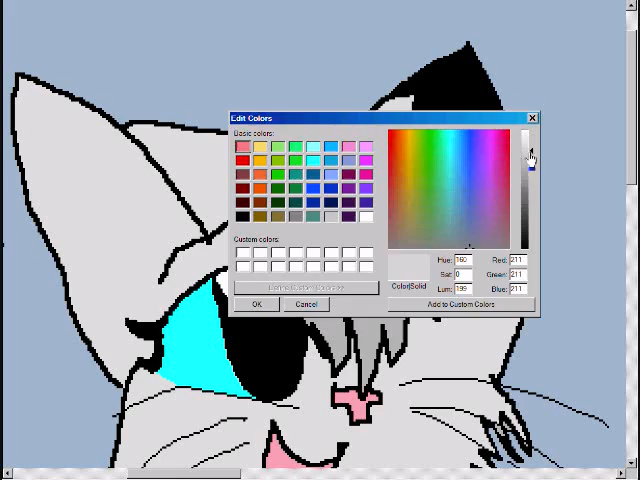 Edit Colors
Basic colors:
Custom colors:
Define Custom Colors >>
OK
Cancel
Hue: 160
Sat: 0
Lum: 199
Red: 211
Green: 211
Blue: 211
Color|Solid
Add to Custom Colors